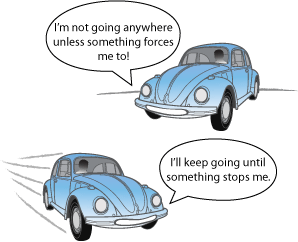 I'm not going anywhere
unless something forces
me to!
I'll keep going until
something stops me.